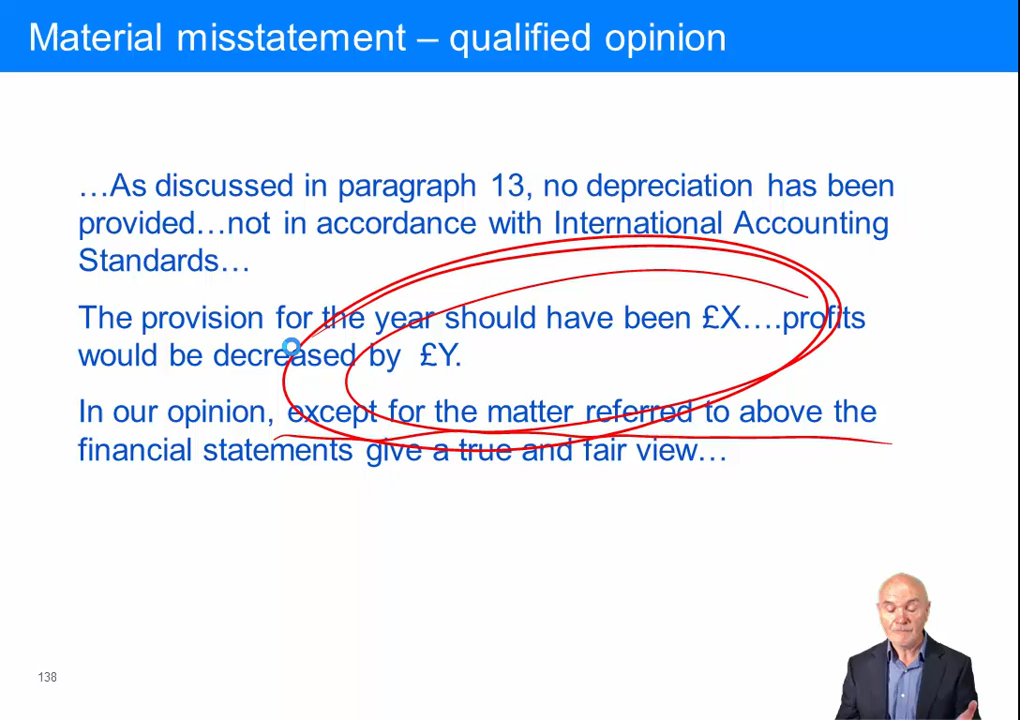 Material misstatement – qualified opinion
…As discussed in paragraph 13, no depreciation has been
provided…not in accordance with International Accounting
Standards…
The provision for the year should have been £X….profits
would be decreased by £Y.
In our opinion, except for the matter referred to above the
financial statements give a true and fair view…
138